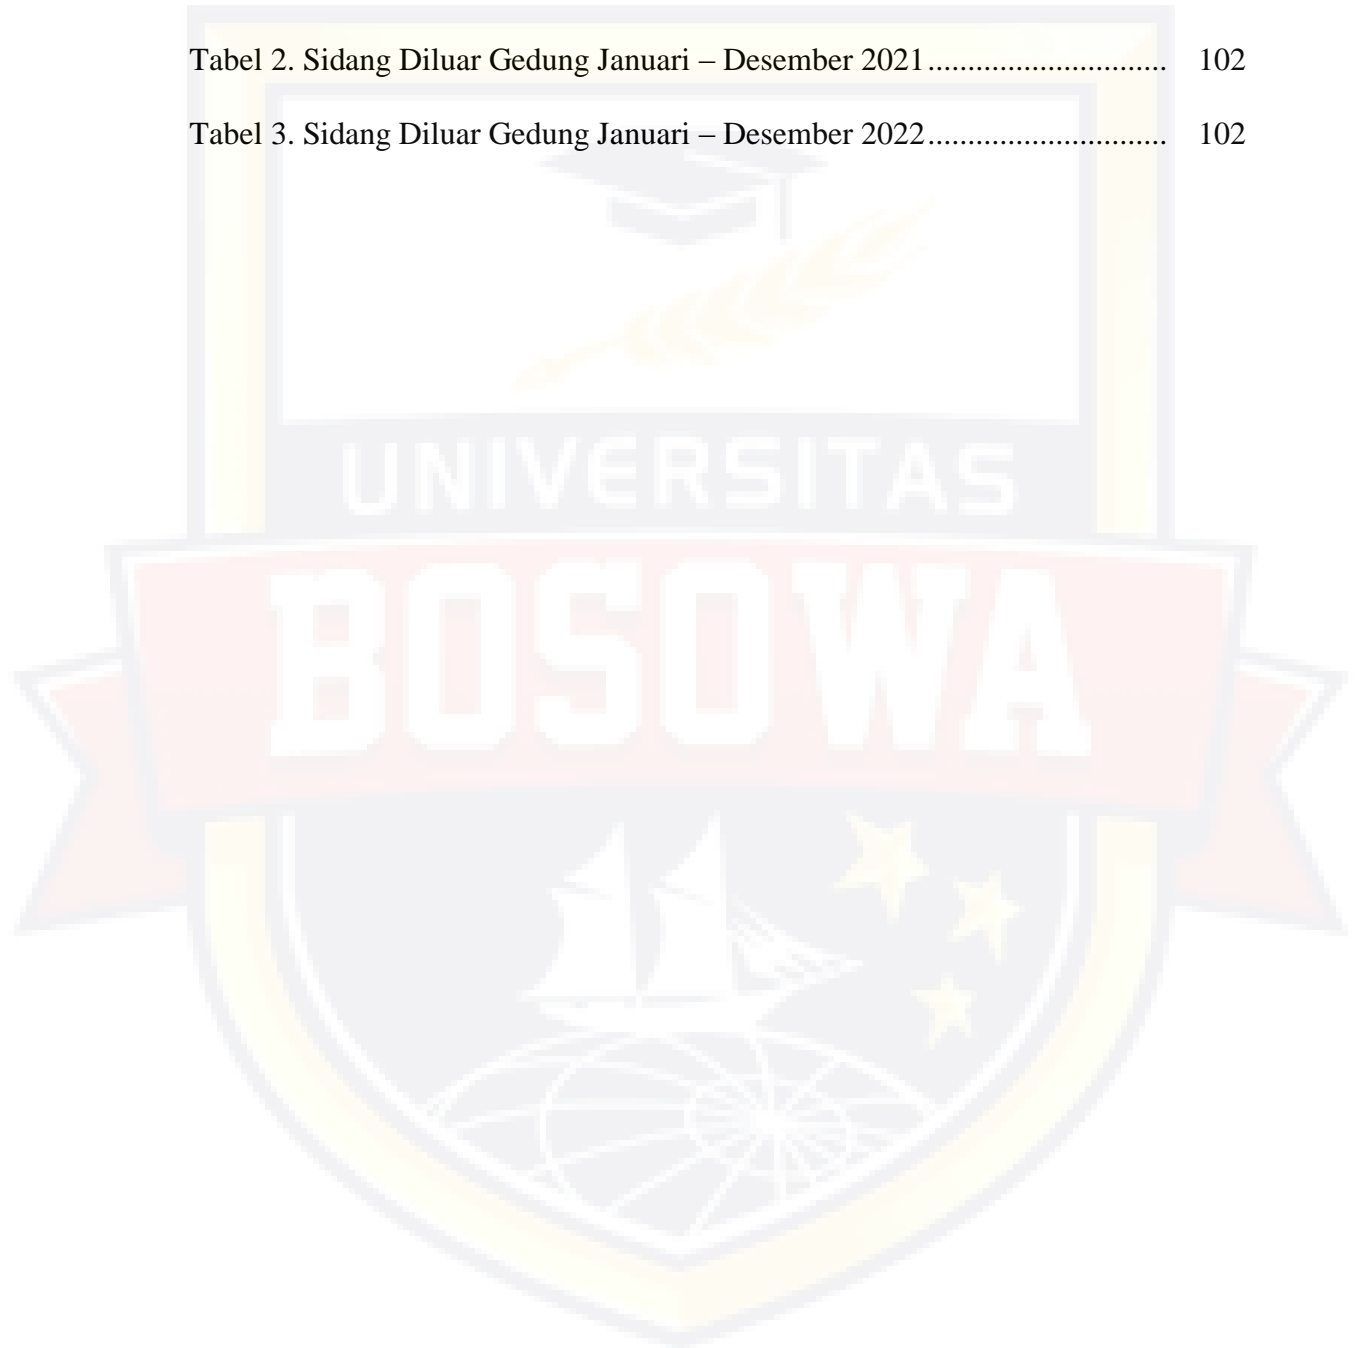 Tabel 2. Sidang Diluar Gedung Januari – Desember 2021.............................. 102
Tabel 3. Sidang Diluar Gedung Januari – Desember 2022.............................. 102
UNIVERSITAS
BOSOWA